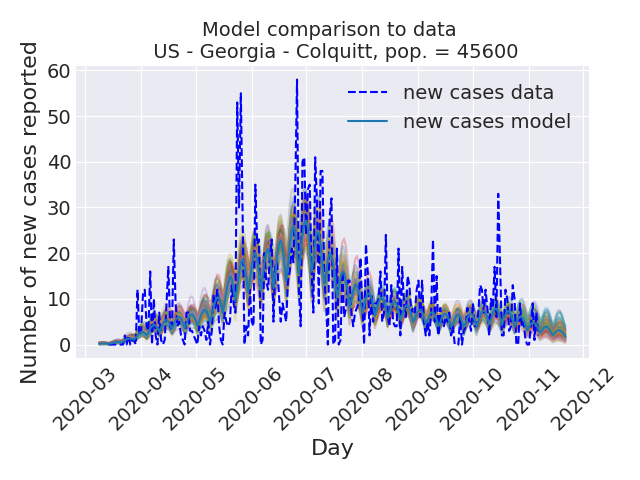 Model comparison to data
US - Georgia - Colquitt, pop. = 45600
Number of new cases reported
60
50
40
30
20
10
0
new cases data
new cases model
2020-03
2020-04
2020-05
2020-06
2020-07
2020-08
2020-09
2020-10
2020-11
2020-12
Day